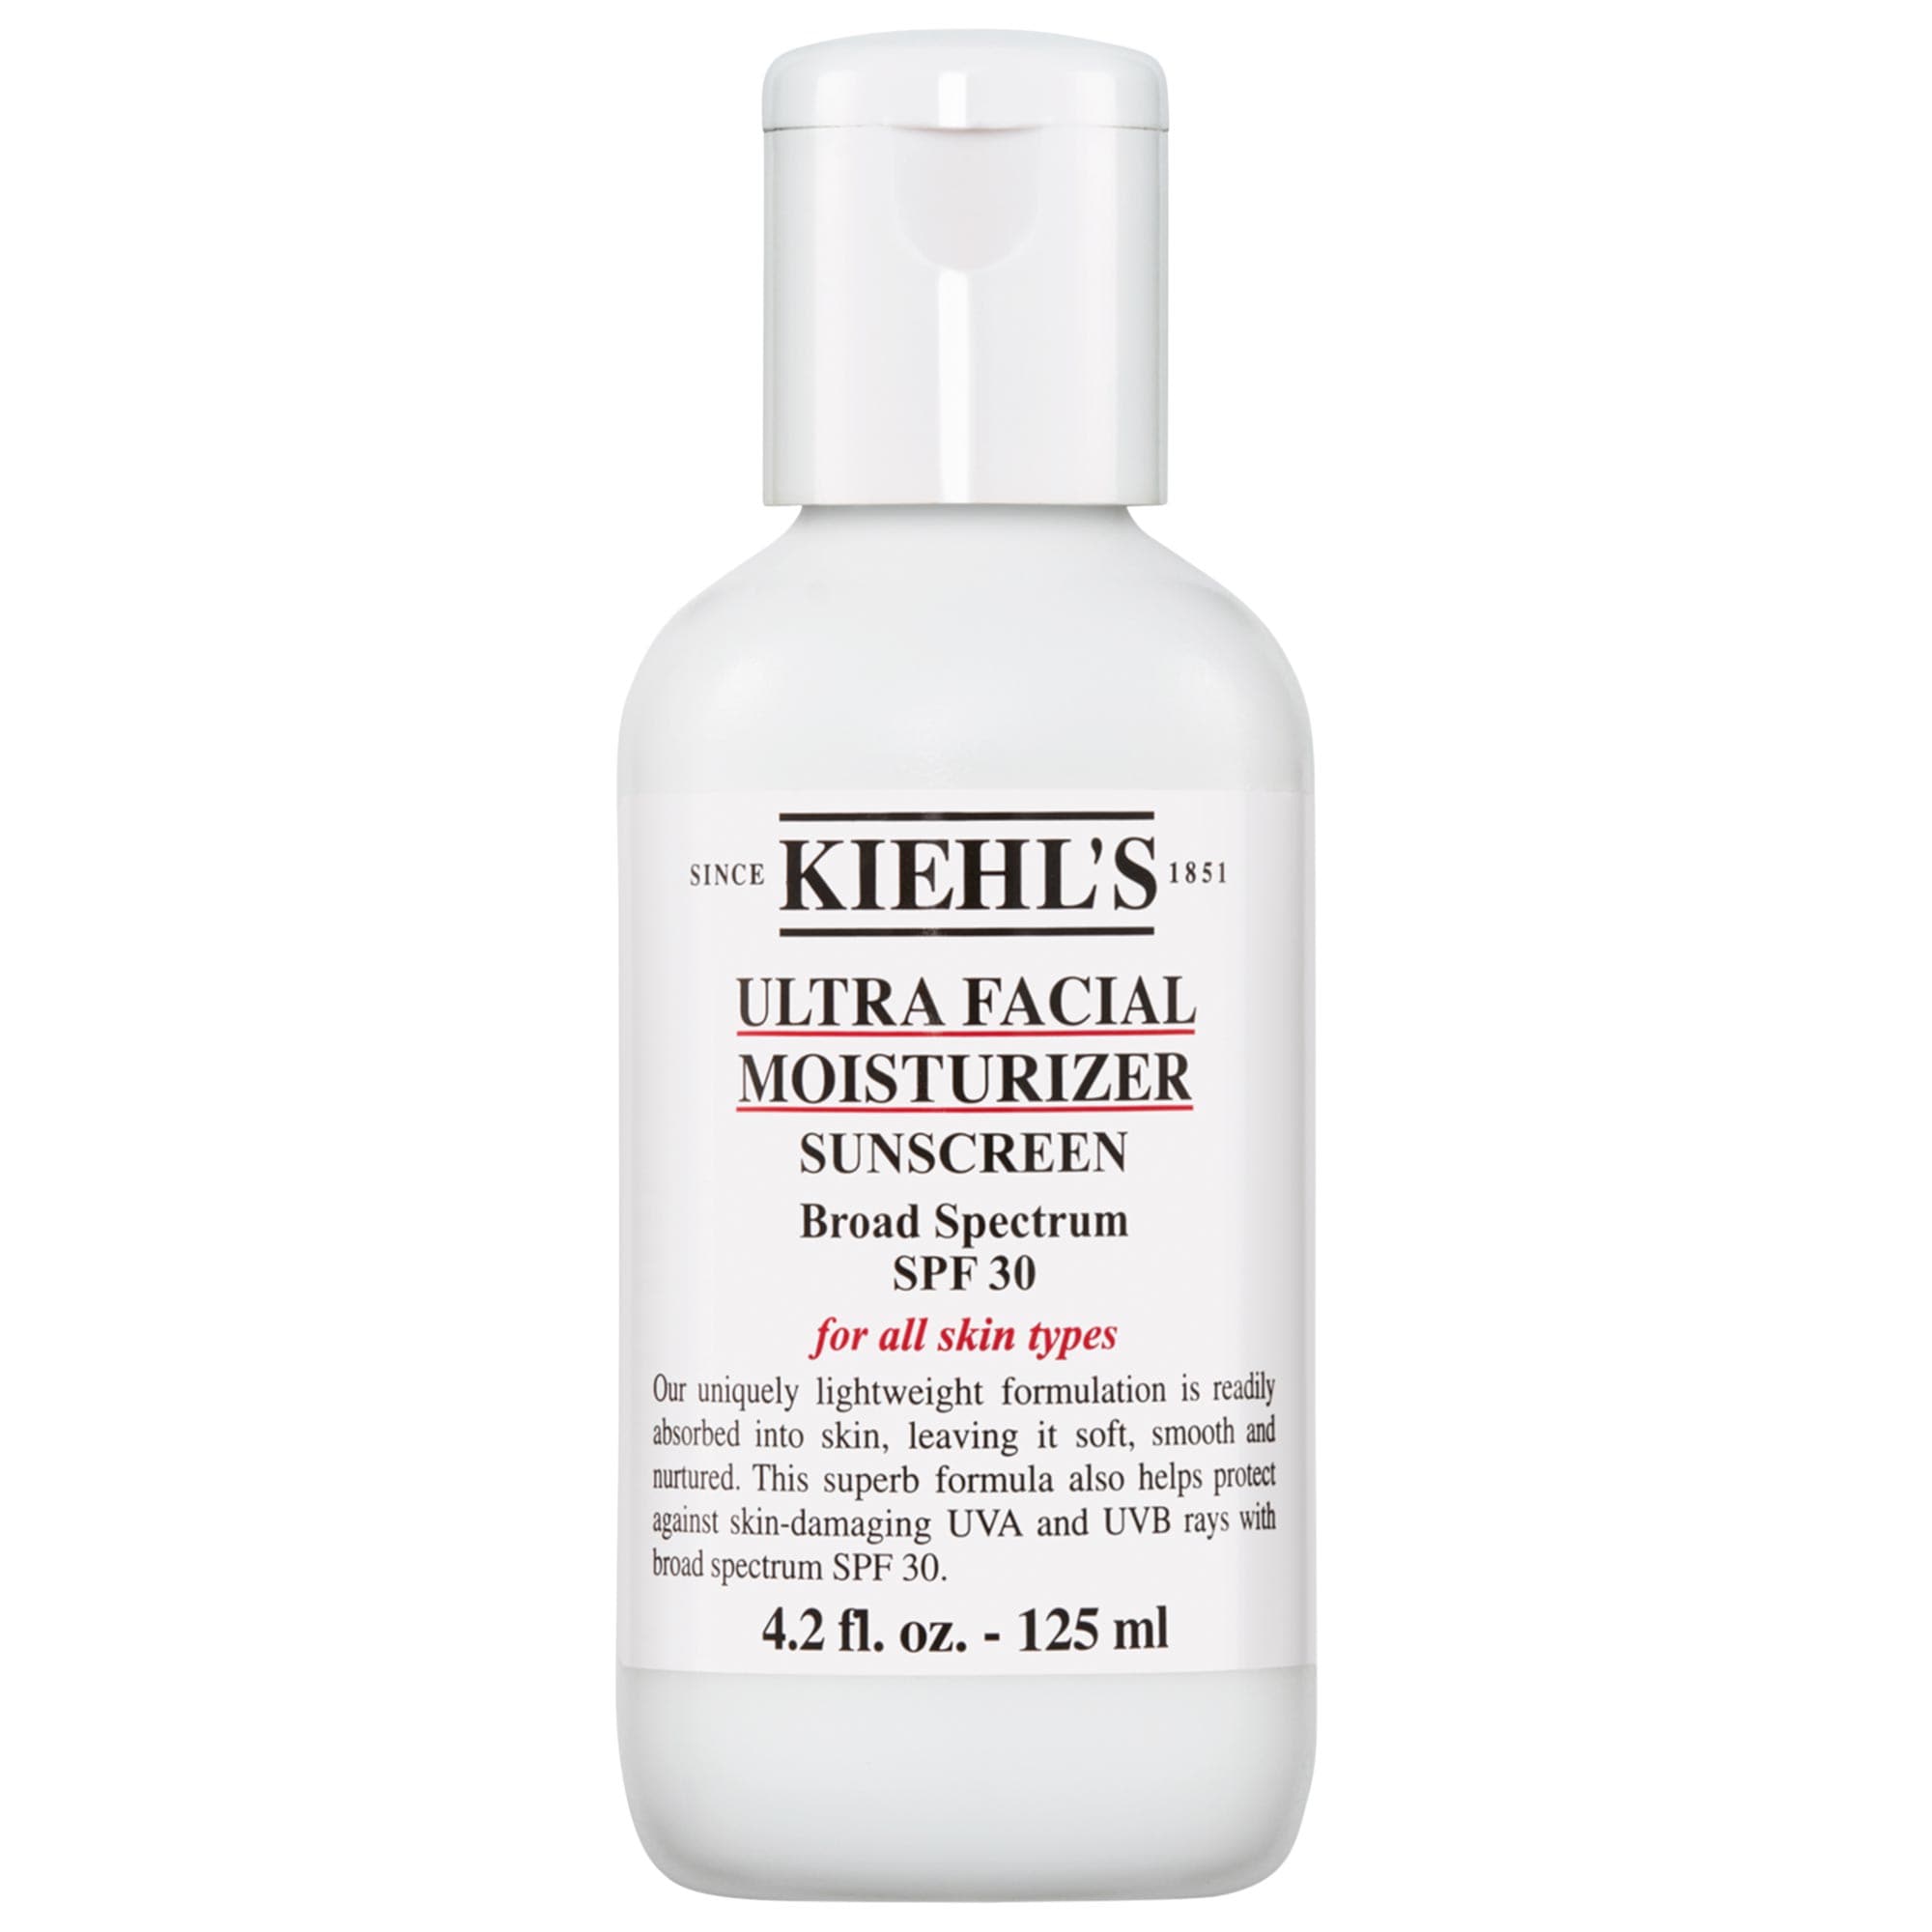 SINCE KIEHL'S 1851
ULTRA FACIAL
MOISTURIZER
SUNSCREEN
Broad Spectrum
SPF 30
for all skin types
Our uniquely lightweight formulation is readily
absorbed into skin, leaving it soft, smooth and
nurtured. This superb formula also helps protect
against skin-damaging UVA and UVB rays with
broad spectrum SPF 30.
4.2 fl. oz. - 125 ml